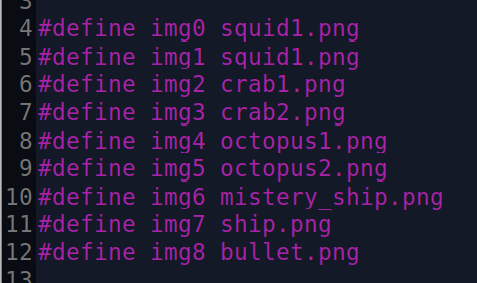 3
4 #define img0 squid1.png
5 #define img1 squid1.png
6 #define img2 crab1.png
7 #define img3 crab2.png
8 #define img4 octopus1.png
9 #define img5 octopus2.png
10 #define img6 mistery_ship.png
11 #define img7 ship.png
12 #define img8 bullet.png
13